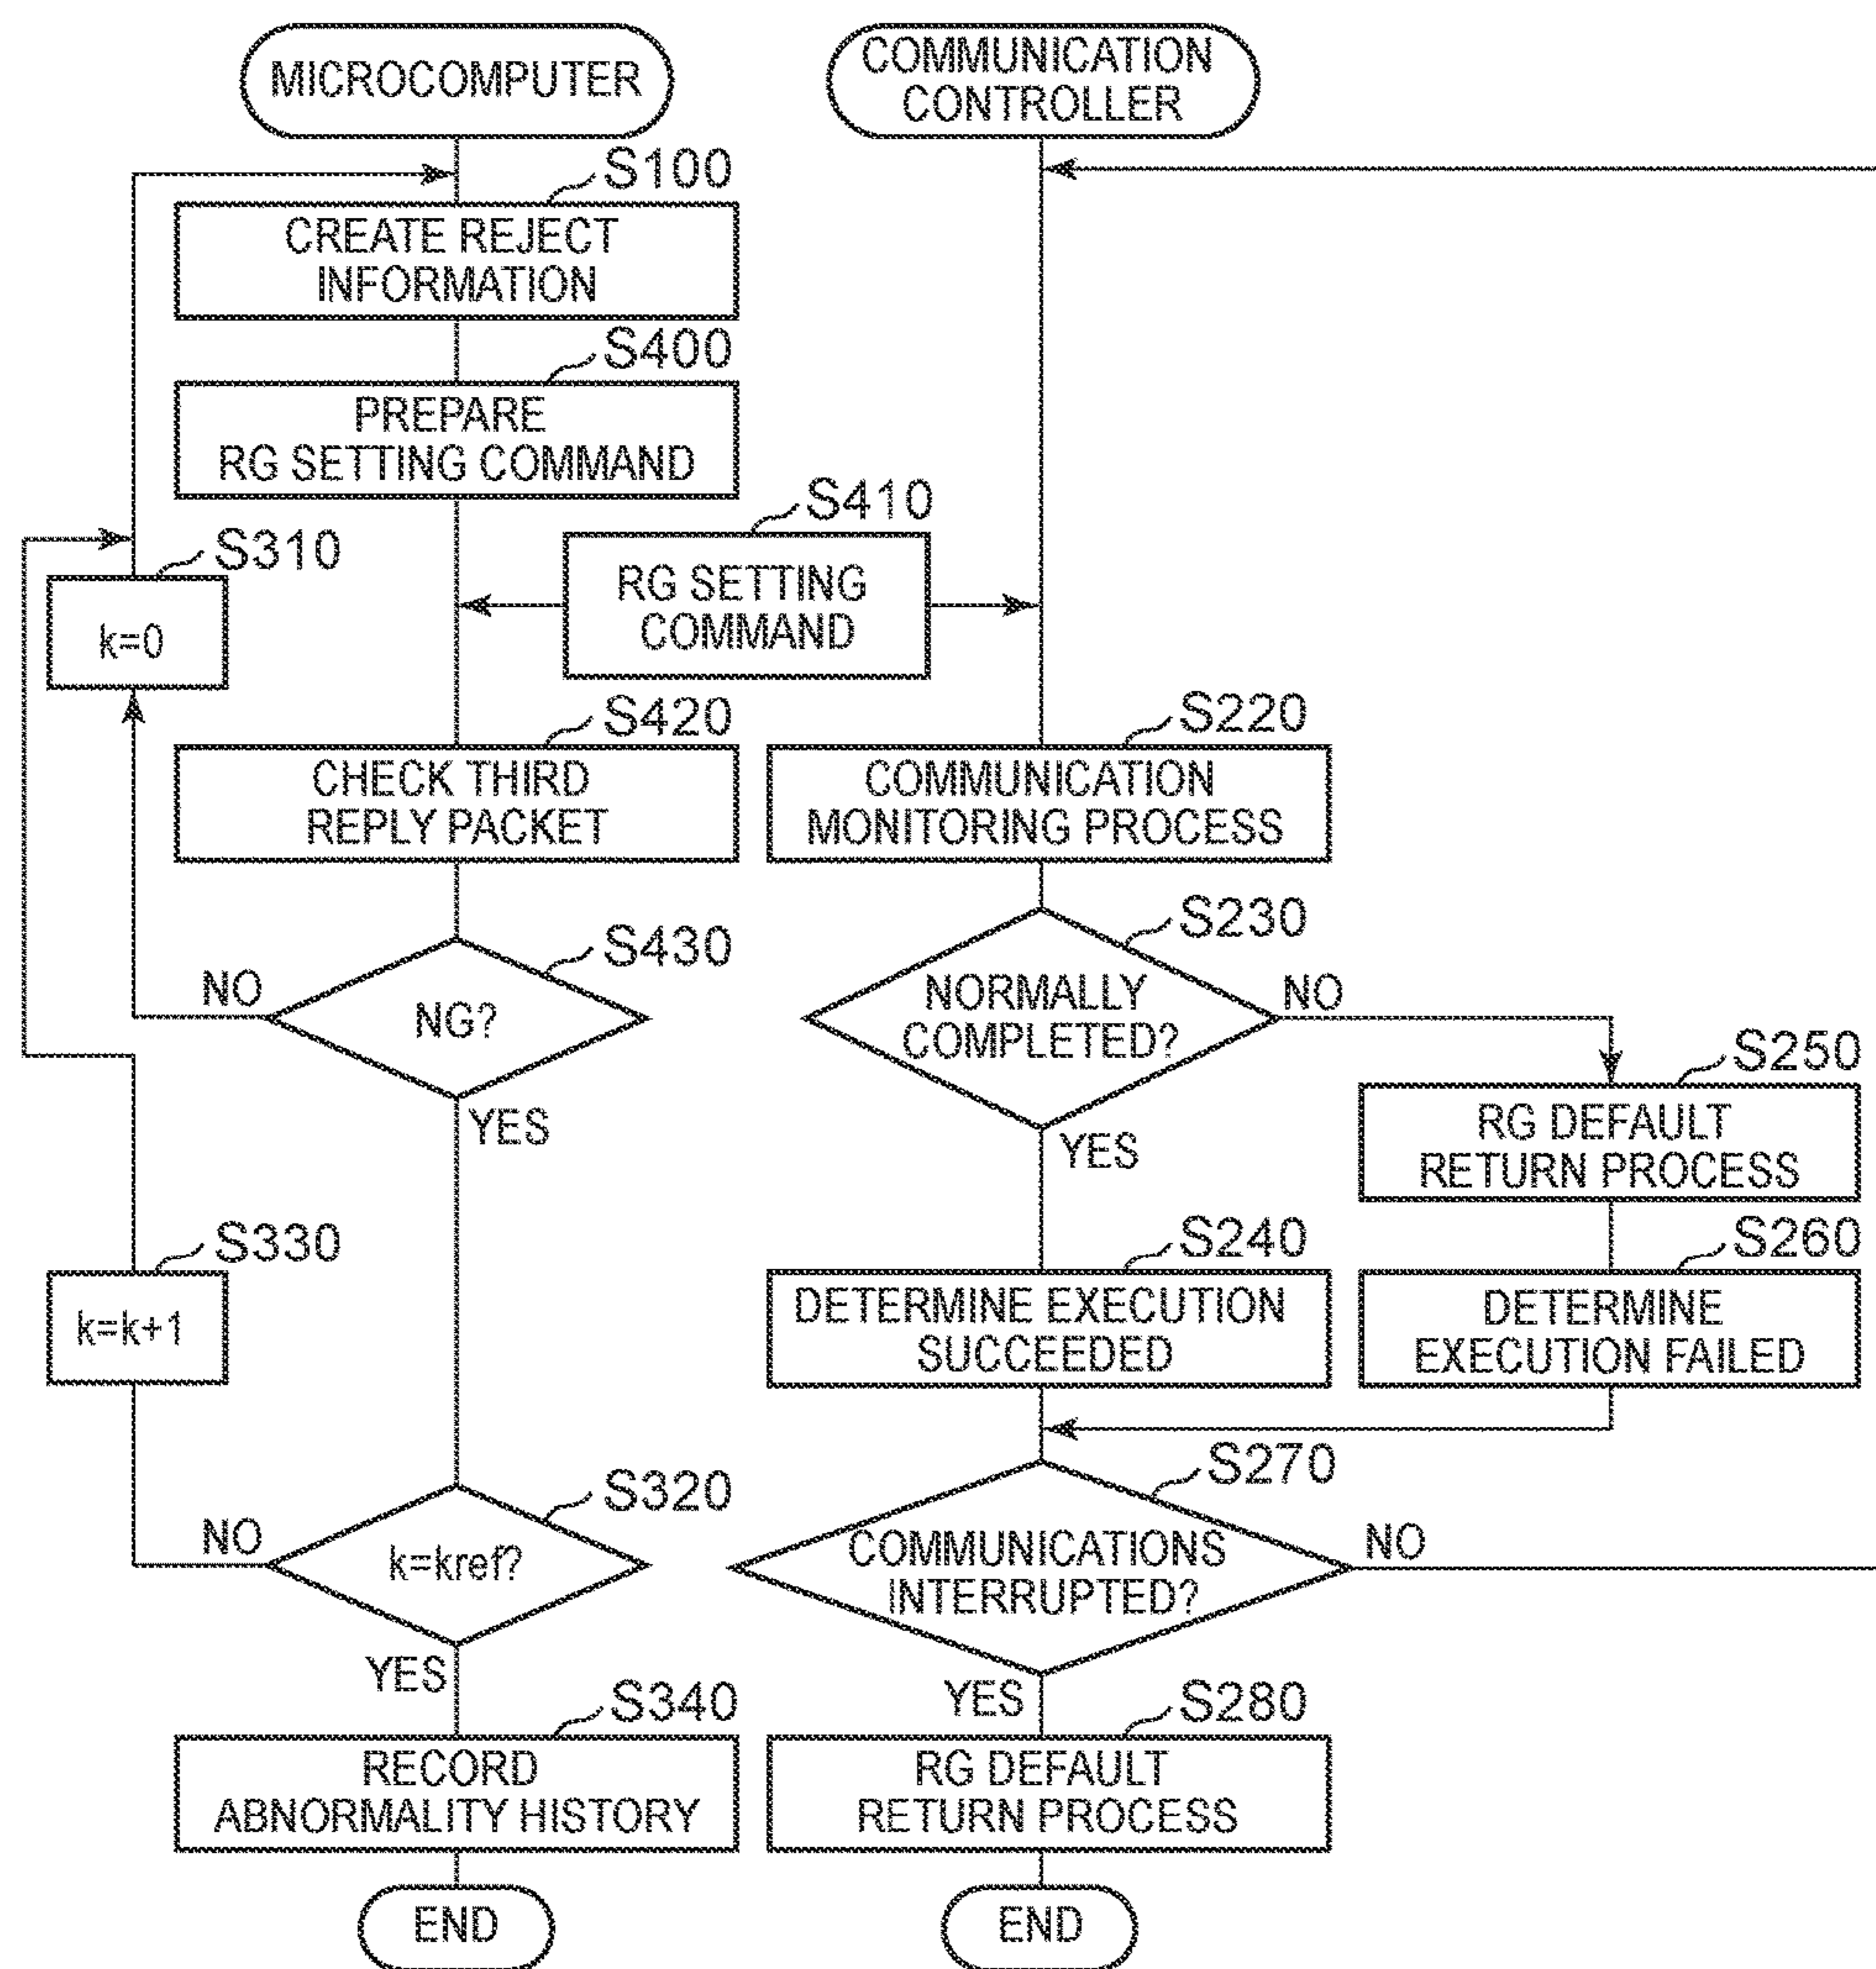 MICROCOMPUTER
COMMUNICATION
CONTROLLER
S100
CREATE REJECT
INFORMATION
S400
PREPARE
RG SETTING COMMAND
S410
RG SETTING
COMMAND
S310
k=0
S420
CHECK THIRD
REPLY PACKET
S220
COMMUNICATION
MONITORING PROCESS
S430
NG?
NO
YES
S230
NORMALLY
COMPLETED?
NO
YES
S250
RG DEFAULT
RETURN PROCESS
S330
k=k+1
S240
DETERMINE EXECUTION
SUCCEEDED
S260
DETERMINE
EXECUTION FAILED
S320
k=kref?
NO
YES
S270
COMMUNICATIONS
INTERRUPTED?
NO
YES
S340
RECORD
ABNORMALITY HISTORY
S280
RG DEFAULT
RETURN PROCESS
END
END